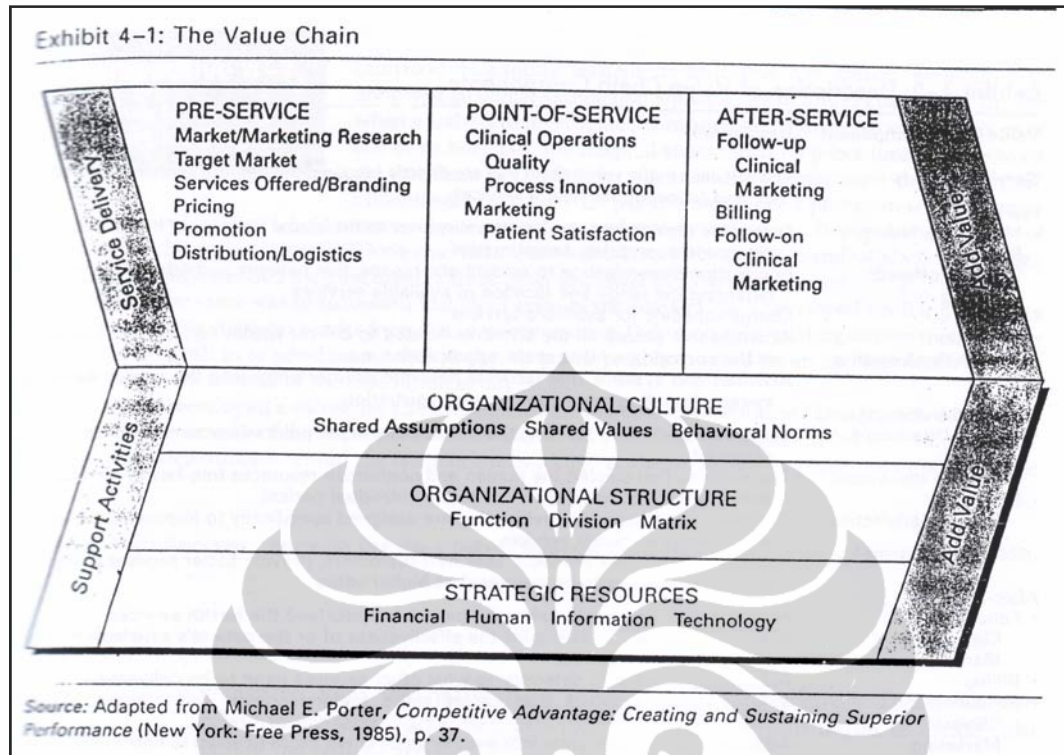 Exhibit 4–1: The Value Chain
Service Delivery
PRE-SERVICE
Market/Marketing Research
Target Market
Services Offered/Branding
Pricing
Promotion
Distribution/Logistics
POINT-OF-SERVICE
Clinical Operations
Quality
Process Innovation
Marketing
Patient Satisfaction
AFTER-SERVICE
Follow-up
Clinical
Marketing
Billing
Follow-on
Clinical
Marketing
Add Value
Support Activities
ORGANIZATIONAL CULTURE
Shared Assumptions Shared Values Behavioral Norms
ORGANIZATIONAL STRUCTURE
Function Division Matrix
STRATEGIC RESOURCES
Financial Human Information Technology
Add Value
Source: Adapted from Michael E. Porter, Competitive Advantage: Creating and Sustaining Superior
Performance (New York: Free Press, 1985), p. 37.